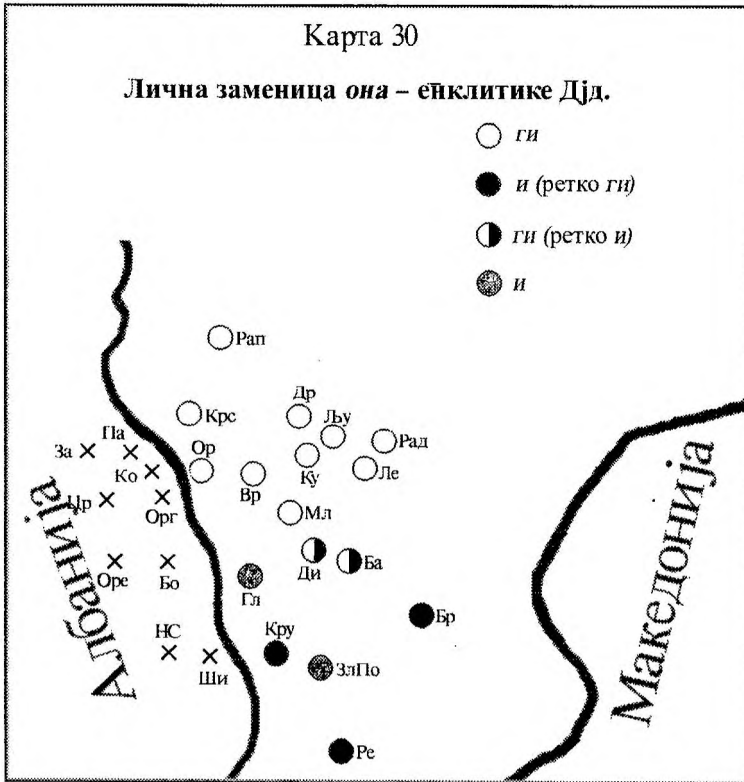 Карта 30
Лична заменица она – енклитике Дјд.
ги
и (ретко ги)
ги (ретко и)
и
Рап
Крс
Др
Љу
Рад
Па
За
Ор
Ко
Вр
Ку
Ле
Цр
Орг
Мл
Ди
Ба
Оре
Бо
Гл
Бр
НС
Ши
Кру
ЗлПо
Ре
Албанија
Македонија